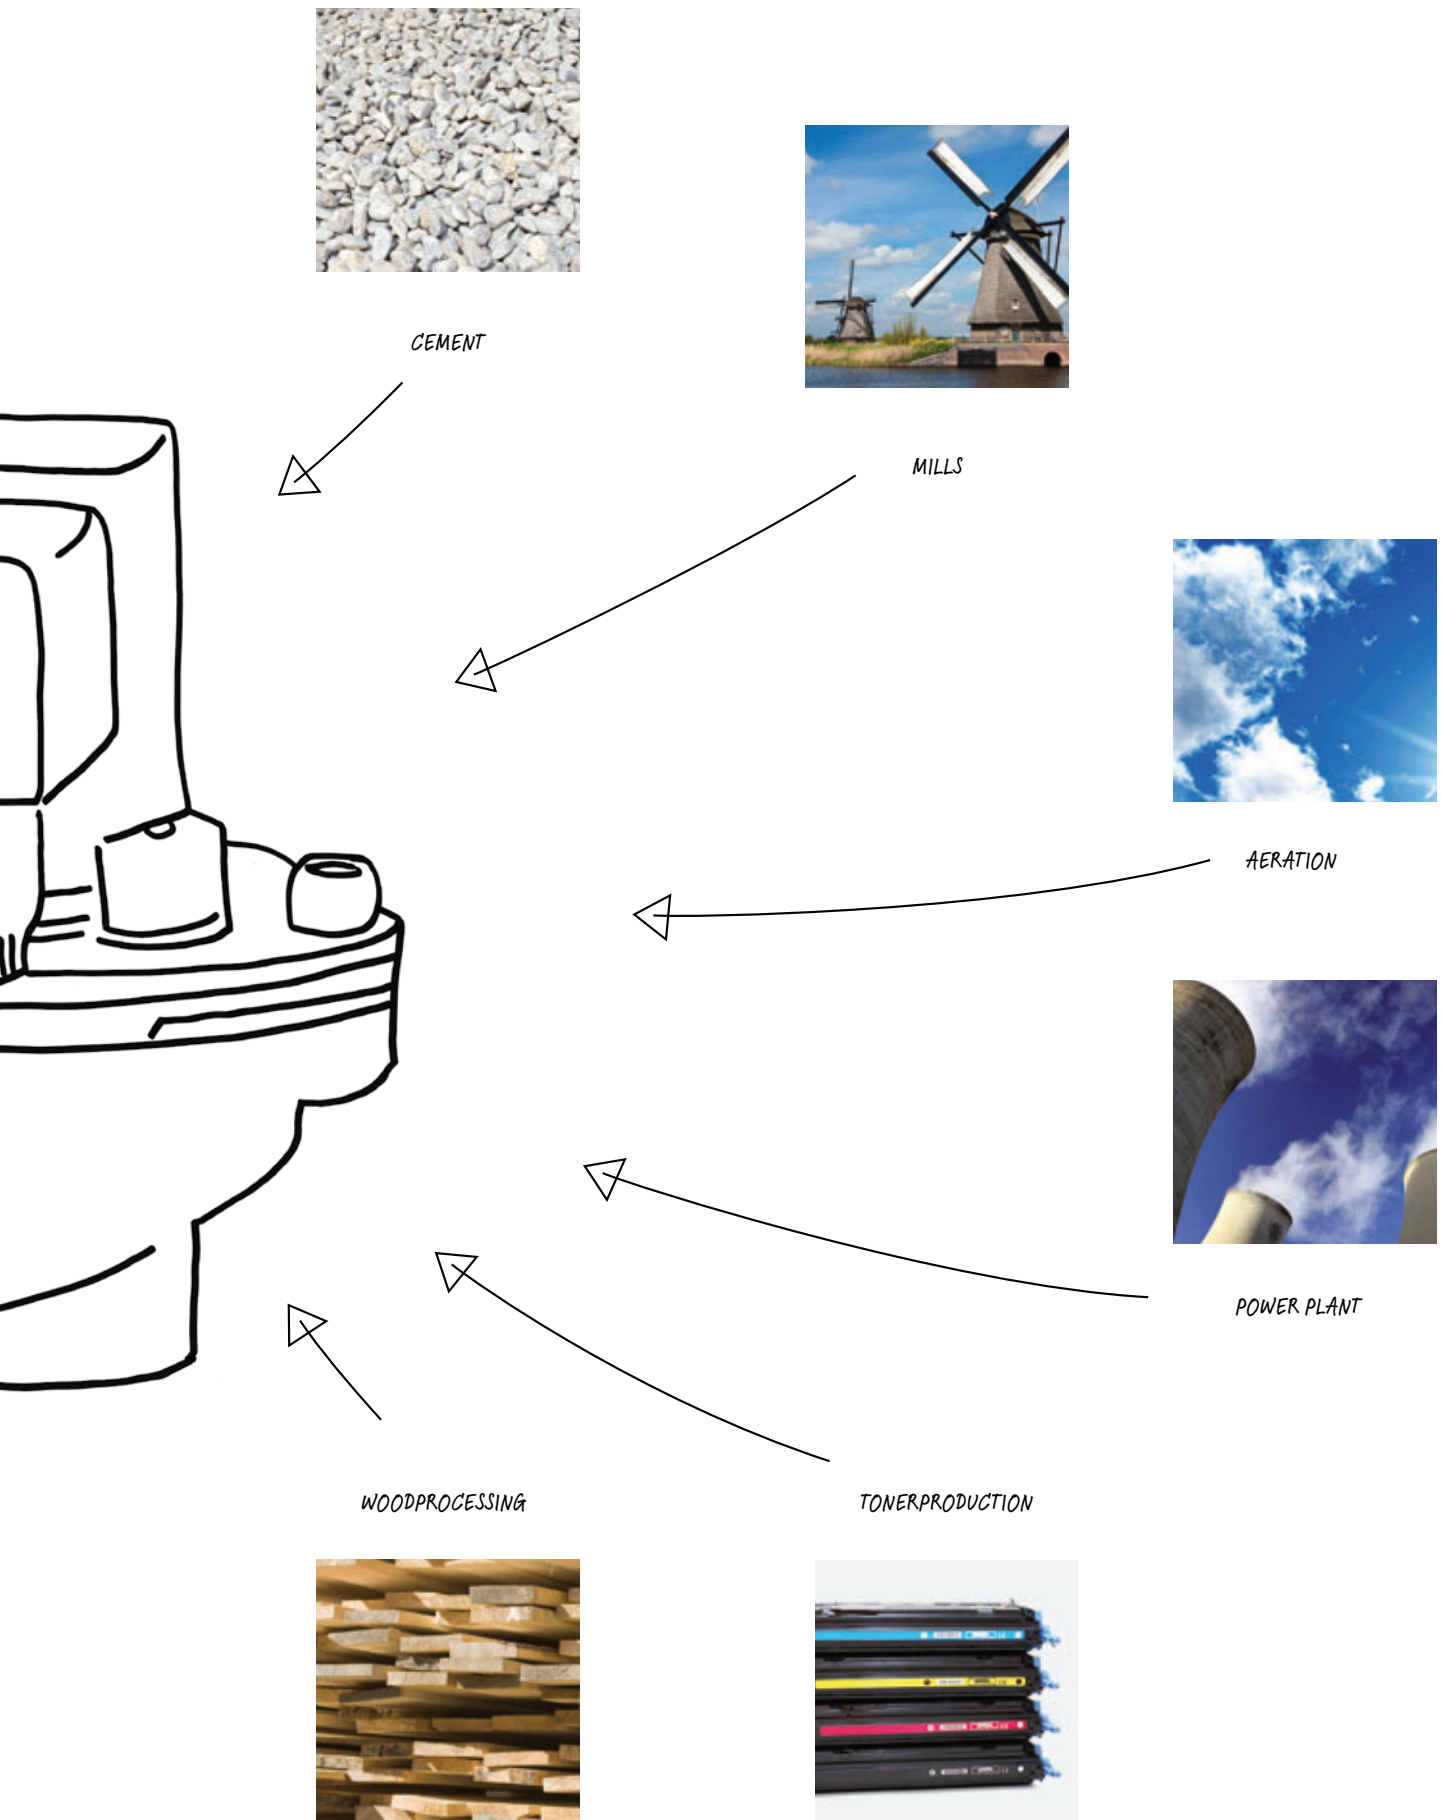 CEMENT
MILLS
AERATION
POWER PLANT
WOODPROCESSING
TONERPRODUCTION